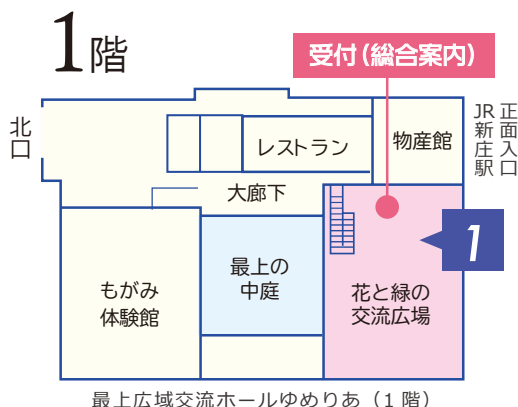 1階
受付（総合案内）
北口
レストラン
物産館
正面入口
JR新庄駅
大廊下
1
最上の
中庭
もがみ
体験館
花と緑の
交流広場
最上広域交流ホールゆめりあ（1階）